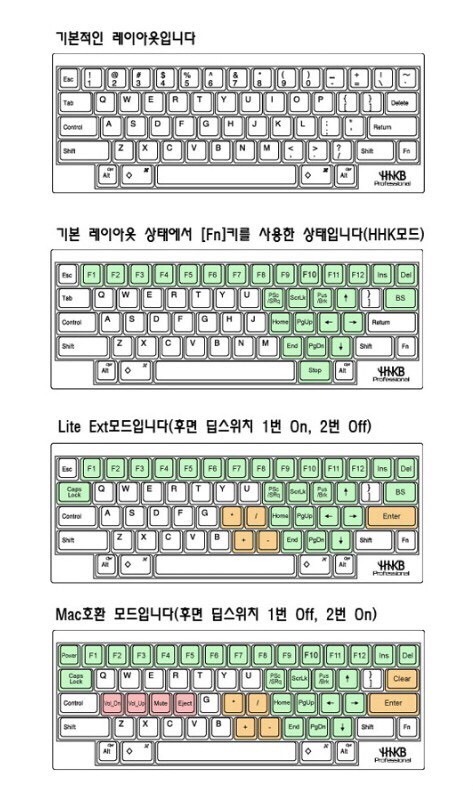 기본적인 레이아웃입니다
Esc ! 1 @ 2 # 3 $ 4 % 5 ^ 6 & 7 * 8 ( 9 ) 0 _ - + = | \ ~ `
Tab Q W E R T Y U I O P { [ } ] Delete
Control A S D F G H J K L : ; " ' Return
Shift Z X C V B N M < , > . ? / Shift Fn
Alt ◇ ◇ Alt HHKB
Professional
기본 레이아웃 상태에서 [Fn]키를 사용한 상태입니다(HHK모드)
Esc F1 F2 F3 F4 F5 F6 F7 F8 F9 F10 F11 F12 Ins Del
Tab Q W E R T Y U PSc /SRq ScrLk Pus /Brk ↑ } ] BS
Control A S D F G H J Home PgUp ← → Return
Shift Z X C V B N M End PgDn ↓ Shift Fn
Alt ◇ Stop Alt HHKB
Professional
Lite Ext모드입니다(후면 딥스위치 1번 On, 2번 Off)
Esc F1 F2 F3 F4 F5 F6 F7 F8 F9 F10 F11 F12 Ins Del
Caps Lock Q W E R T Y U PSc /SRq ScrLk Pus /Brk ↑ } ] BS
Control A S D F G * / Home PgUp ← → Enter
Shift Z X C V B + - End PgDn ↓ Shift Fn
Alt ◇ ◇ Alt HHKB
Professional
Mac호환 모드입니다(후면 딥스위치 1번 Off, 2번 On)
Power F1 F2 F3 F4 F5 F6 F7 F8 F9 F10 F11 F12 Ins Del
Caps Lock Q W E R T Y U PSc /SRq ScrLk Pus /Brk ↑ } ] Clear
Control Vol_Dn Vol_Up Mute Eject G * / Home PgUp ← → Enter
Shift Z X C V B + - End PgDn ↓ Shift Fn
Alt ◇ ◇ Alt HHKB
Professional